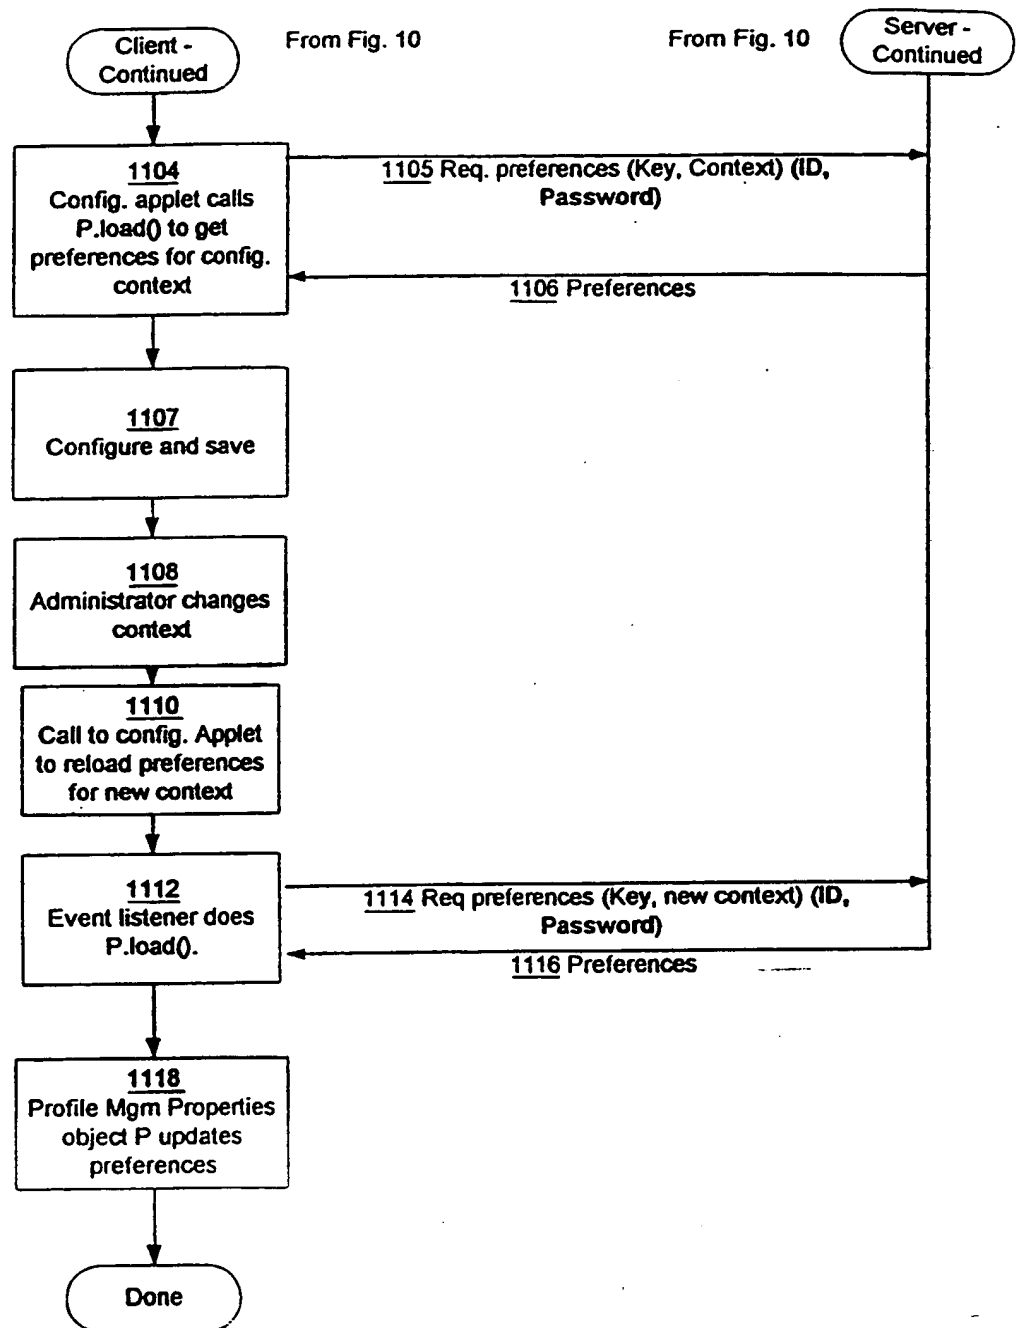 Client -
Continued
From Fig. 10
From Fig. 10
Server -
Continued
1104
Config. applet calls
P.load() to get
preferences for config.
context
1105 Req. preferences (Key, Context) (ID,
Password)
1106 Preferences
1107
Configure and save
1108
Administrator changes
context
1110
Call to config. Applet
to reload preferences
for new context
1112
Event listener does
P.load().
1114 Req preferences (Key, new context) (ID,
Password)
1116 Preferences
1118
Profile Mgm Properties
object P updates
preferences
Done